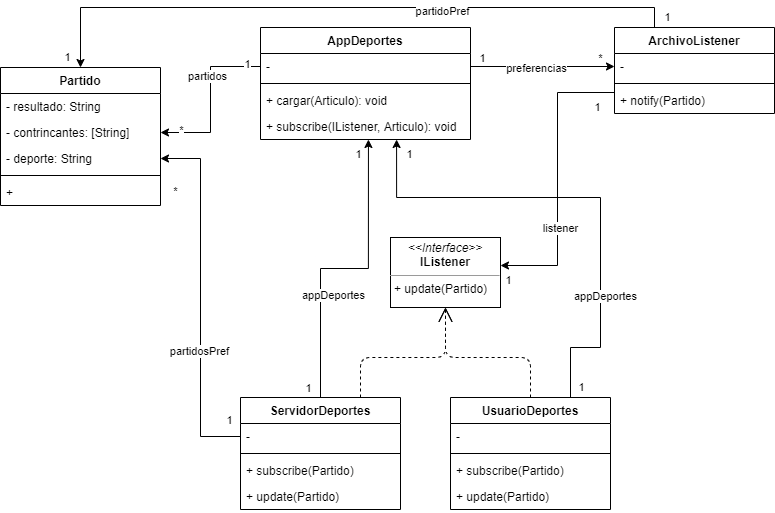 partidoPref
1
1
AppDeportes
-
+ cargar(Articulo): void
+ subscribe(IListener, Articulo): void
1
preferencias
*
ArchivoListener
-
+ notify(Partido)
1
Partido
- resultado: String
- contrincantes: [String]
- deporte: String
+
1
partidos
*
*
1
1
listener
<<Interface>>
IListener
+ update(Partido)
1
appDeportes
appDeportes
partidosPref
1
1
1
ServidorDeportes
-
+ subscribe(Partido)
+ update(Partido)
UsuarioDeportes
-
+ subscribe(Partido)
+ update(Partido)